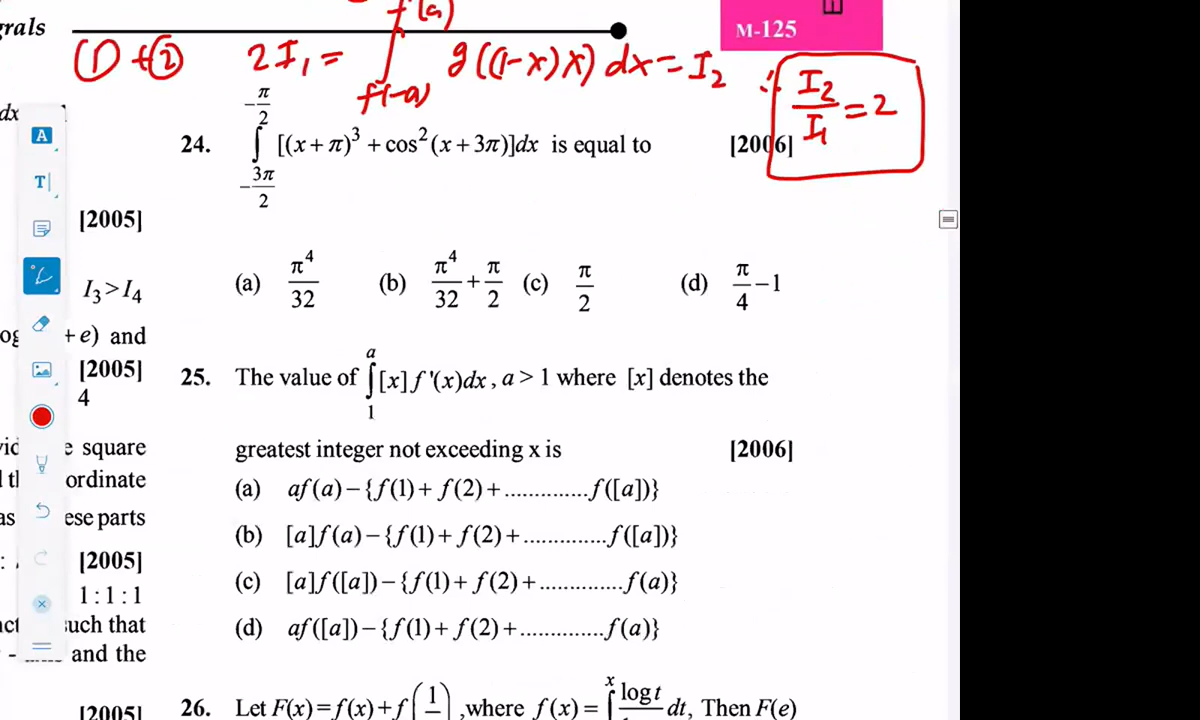 grals
M-125
f(a)
① + ② 2I₁ = ∫ g((1-x)x) dx = I₂ ∴ I₂/I₁ = 2
f(-a)
dx
24. ∫_{-3π/2}^{-π/2} [(x + π)³ + cos²(x + 3π)]dx is equal to [2006]
[2005]
(a) π⁴/32 (b) π⁴/32 + π/2 (c) π/2 (d) π/4 − 1
I₃ > I₄
+ e) and
[2005]
4
25. The value of ∫₁ᵃ [x] f '(x)dx, a > 1 where [x] denotes the
e square
greatest integer not exceeding x is [2006]
ordinate
(a) af(a) − {f(1) + f(2) + .............f([a])}
ese parts
(b) [a]f(a) − {f(1) + f(2) + .............f([a])}
: [2005]
(c) [a]f([a]) − {f(1) + f(2) + .............f(a)}
1 : 1 : 1
(d) af([a]) − {f(1) + f(2) + .............f(a)}
such that
and the
[2005]
26. Let F(x) = f(x) + f(1/ ), where f(x) = ∫ˣ log t dt, Then F(e)
A
T